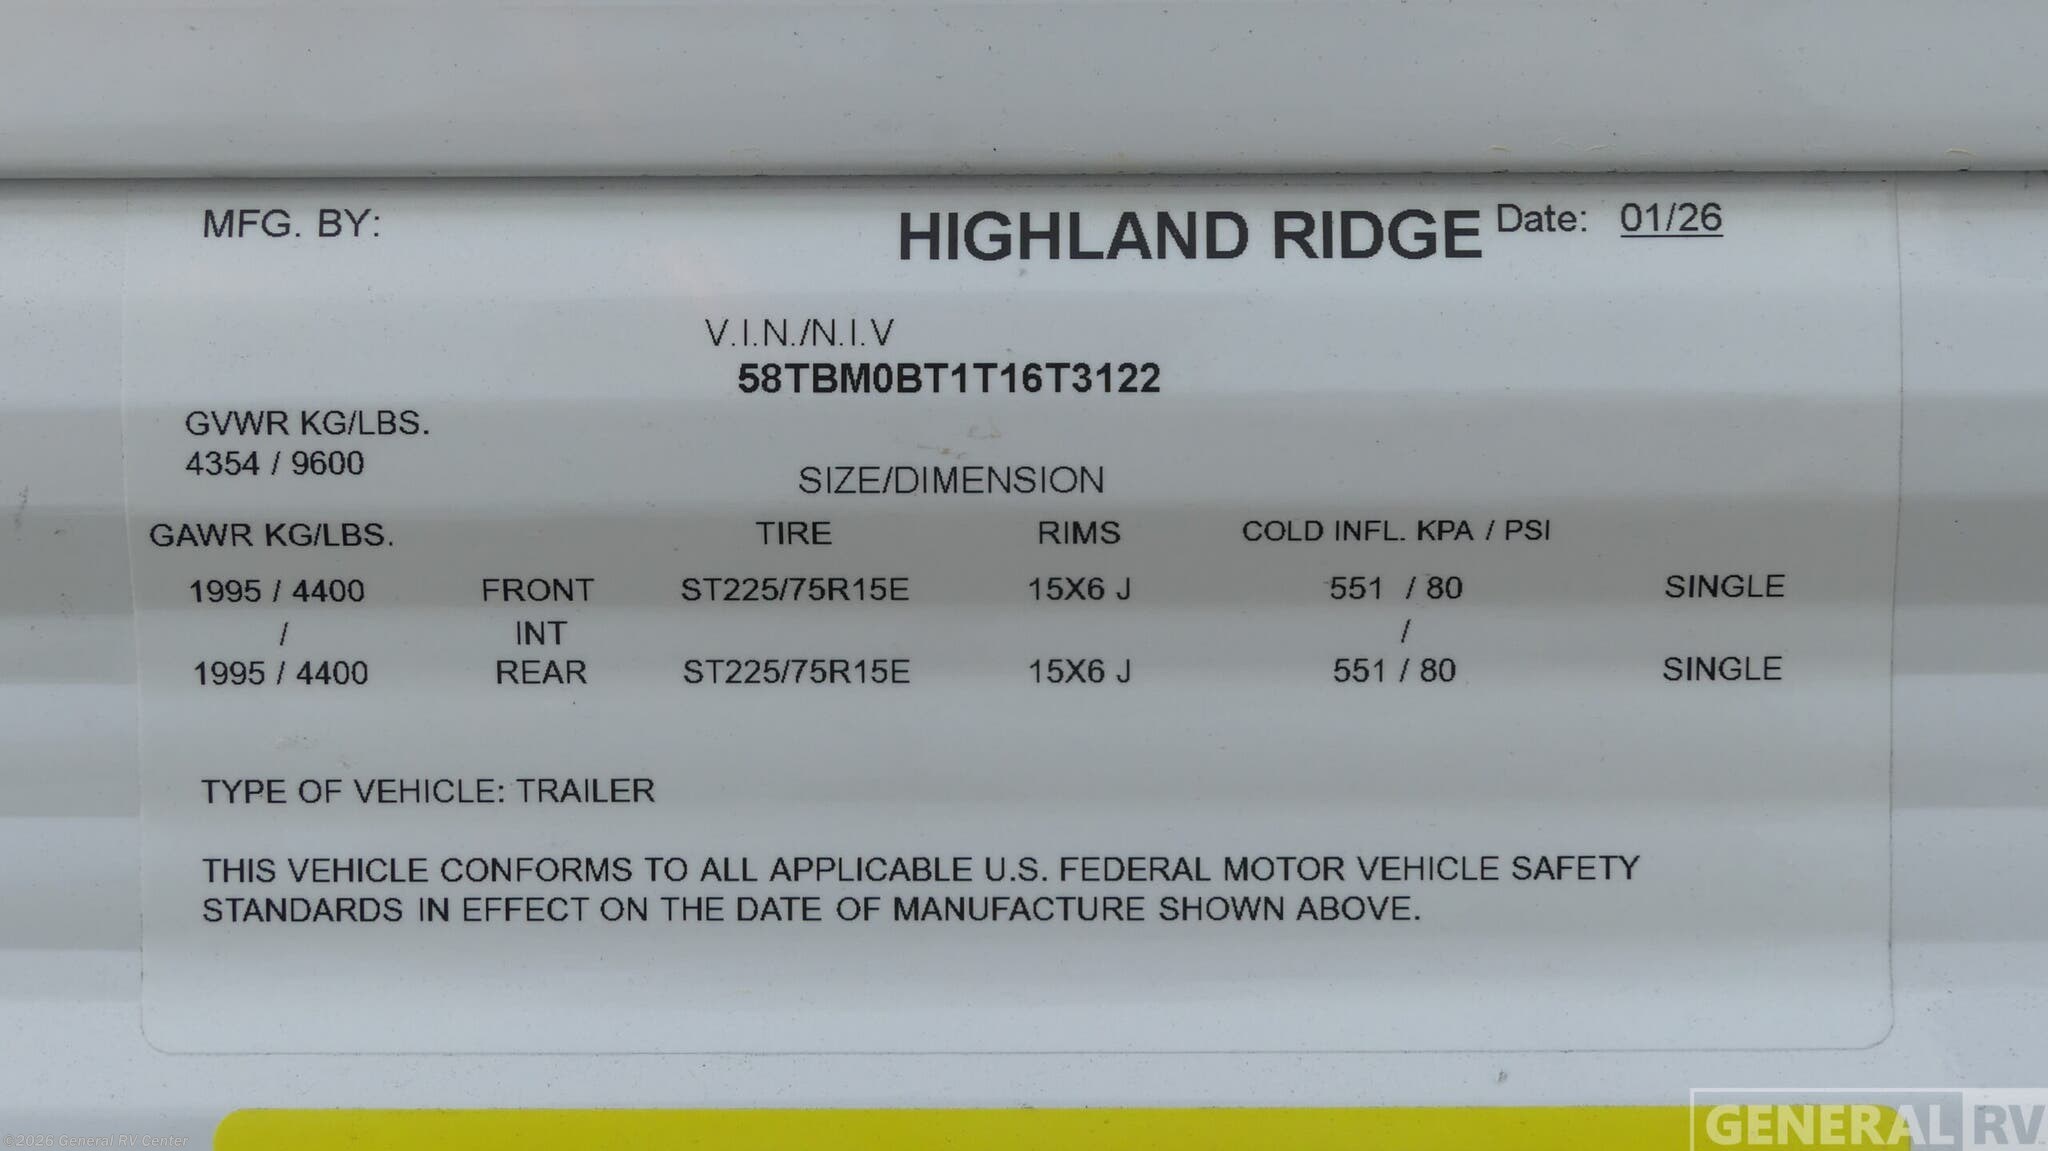 MFG. BY: HIGHLAND RIDGE Date: 01/26
V.I.N./N.I.V
58TBM0BT1T16T3122
GVWR KG/LBS.
4354 / 9600
SIZE/DIMENSION
GAWR KG/LBS. TIRE RIMS COLD INFL. KPA / PSI
1995 / 4400 FRONT ST225/75R15E 15X6 J 551 / 80 SINGLE
/ INT /
1995 / 4400 REAR ST225/75R15E 15X6 J 551 / 80 SINGLE
TYPE OF VEHICLE: TRAILER
THIS VEHICLE CONFORMS TO ALL APPLICABLE U.S. FEDERAL MOTOR VEHICLE SAFETY
STANDARDS IN EFFECT ON THE DATE OF MANUFACTURE SHOWN ABOVE.
©2026 General RV Center
GENERAL RV